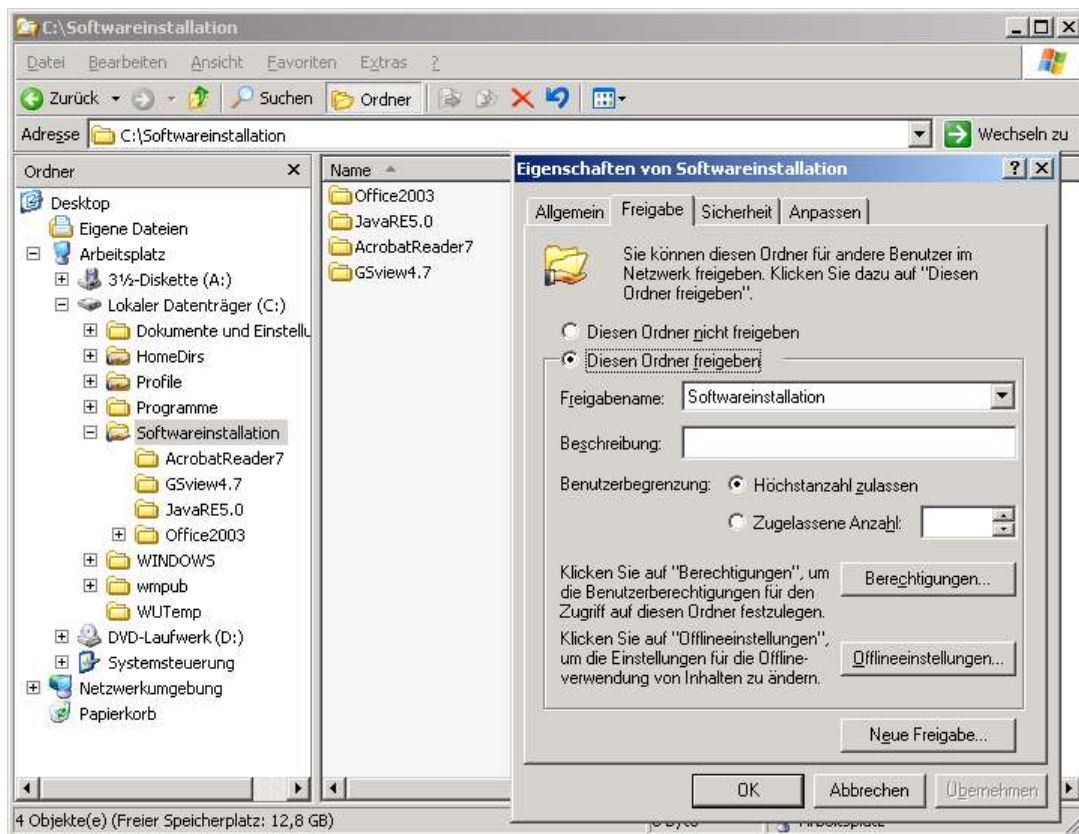 C:\Softwareinstallation
Datei Bearbeiten Ansicht Favoriten Extras ?
Zurück Suchen Ordner
Adresse C:\Softwareinstallation Wechseln zu
Ordner
Desktop
Eigene Dateien
Arbeitsplatz
3½-Diskette (A:)
Lokaler Datenträger (C:)
Dokumente und Einstellu
HomeDirs
Profile
Programme
Softwareinstallation
AcrobatReader7
GSview4.7
JavaRE5.0
Office2003
WINDOWS
wmpub
WUTemp
DVD-Laufwerk (D:)
Systemsteuerung
Netzwerkumgebung
Papierkorb
Name
Office2003
JavaRE5.0
AcrobatReader7
GSview4.7
Eigenschaften von Softwareinstallation
Allgemein Freigabe Sicherheit Anpassen
Sie können diesen Ordner für andere Benutzer im
Netzwerk freigeben. Klicken Sie dazu auf "Diesen
Ordner freigeben".
Diesen Ordner nicht freigeben
Diesen Ordner freigeben
Freigabename: Softwareinstallation
Beschreibung:
Benutzerbegrenzung: Höchstanzahl zulassen
Zugelassene Anzahl:
Klicken Sie auf "Berechtigungen", um
die Benutzerberechtigungen für den
Zugriff auf diesen Ordner festzulegen.
Berechtigungen...
Klicken Sie auf "Offlineeinstellungen",
um die Einstellungen für die Offline-
verwendung von Inhalten zu ändern.
Offlineeinstellungen...
Neue Freigabe...
OK Abbrechen Übernehmen
4 Objekte(e) (Freier Speicherplatz: 12,8 GB)